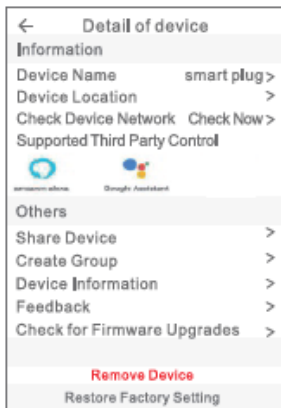 ← Detail of device
Information
Device Name smart plug >
Device Location >
Check Device Network Check Now >
Supported Third Party Control
amazon alexa Google Assistant
Others
Share Device >
Create Group >
Device Information >
Feedback >
Check for Firmware Upgrades >
Remove Device
Restore Factory Setting